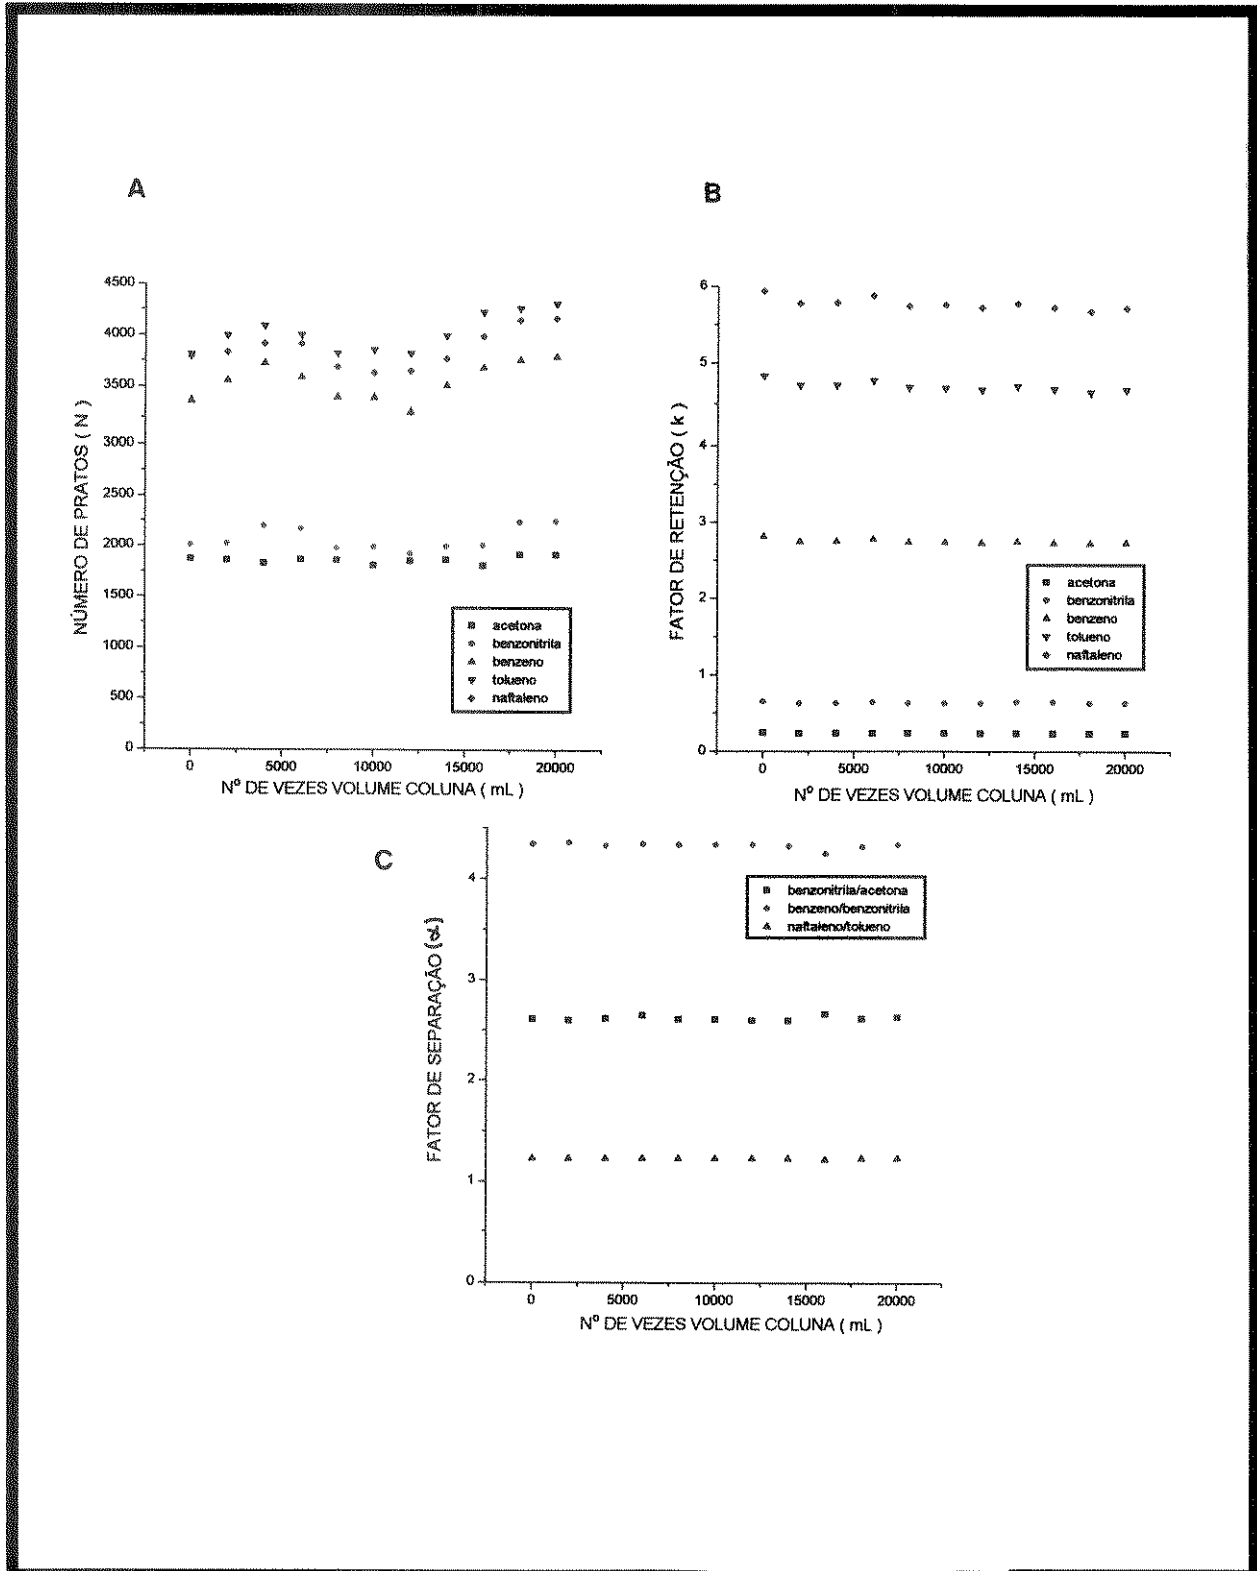 A
NÚMERO DE PRATOS ( N )
4500
4000
3500
3000
2500
2000
1500
1000
500
0
acetona
benzonitrila
benzeno
tolueno
naftaleno
0 5000 10000 15000 20000
Nº DE VEZES VOLUME COLUNA ( mL )
B
FATOR DE RETENÇÃO ( k )
6
5
4
3
2
1
0
acetona
benzonitrila
benzeno
tolueno
naftaleno
0 5000 10000 15000 20000
Nº DE VEZES VOLUME COLUNA ( mL )
C
FATOR DE SEPARAÇÃO (α)
4
3
2
1
0
benzonitrila/acetona
benzeno/benzonitrila
naftaleno/tolueno
0 5000 10000 15000 20000
Nº DE VEZES VOLUME COLUNA ( mL )